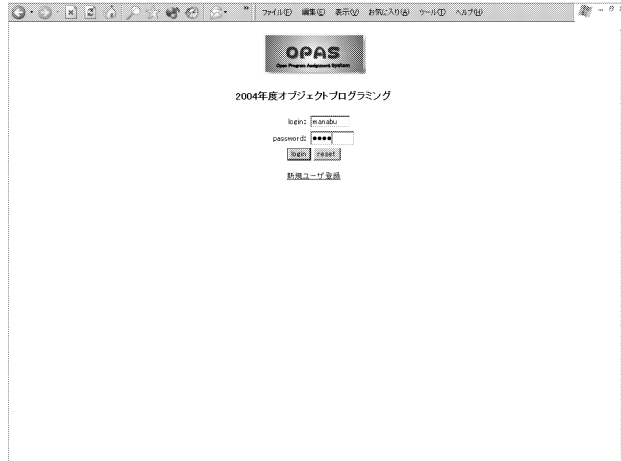 ファイル(F) 編集(E) 表示(V) お気に入り(A) ツール(T) ヘルプ(H)
OPAS
Open Program Assignment System
2004年度オブジェクトプログラミング
login: manabu
password: ●●●●
login reset
新規ユーザ登録